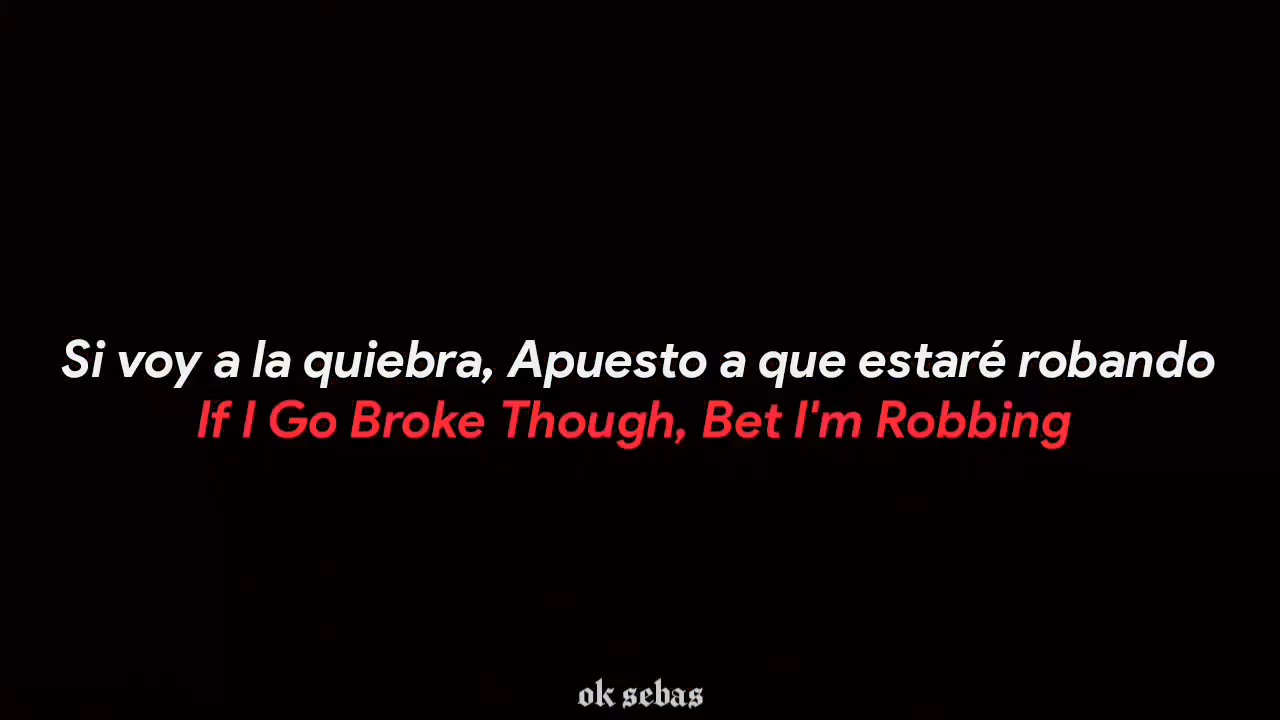 Si voy a la quiebra, Apuesto a que estaré robando
If I Go Broke Though, Bet I'm Robbing
ok sebas